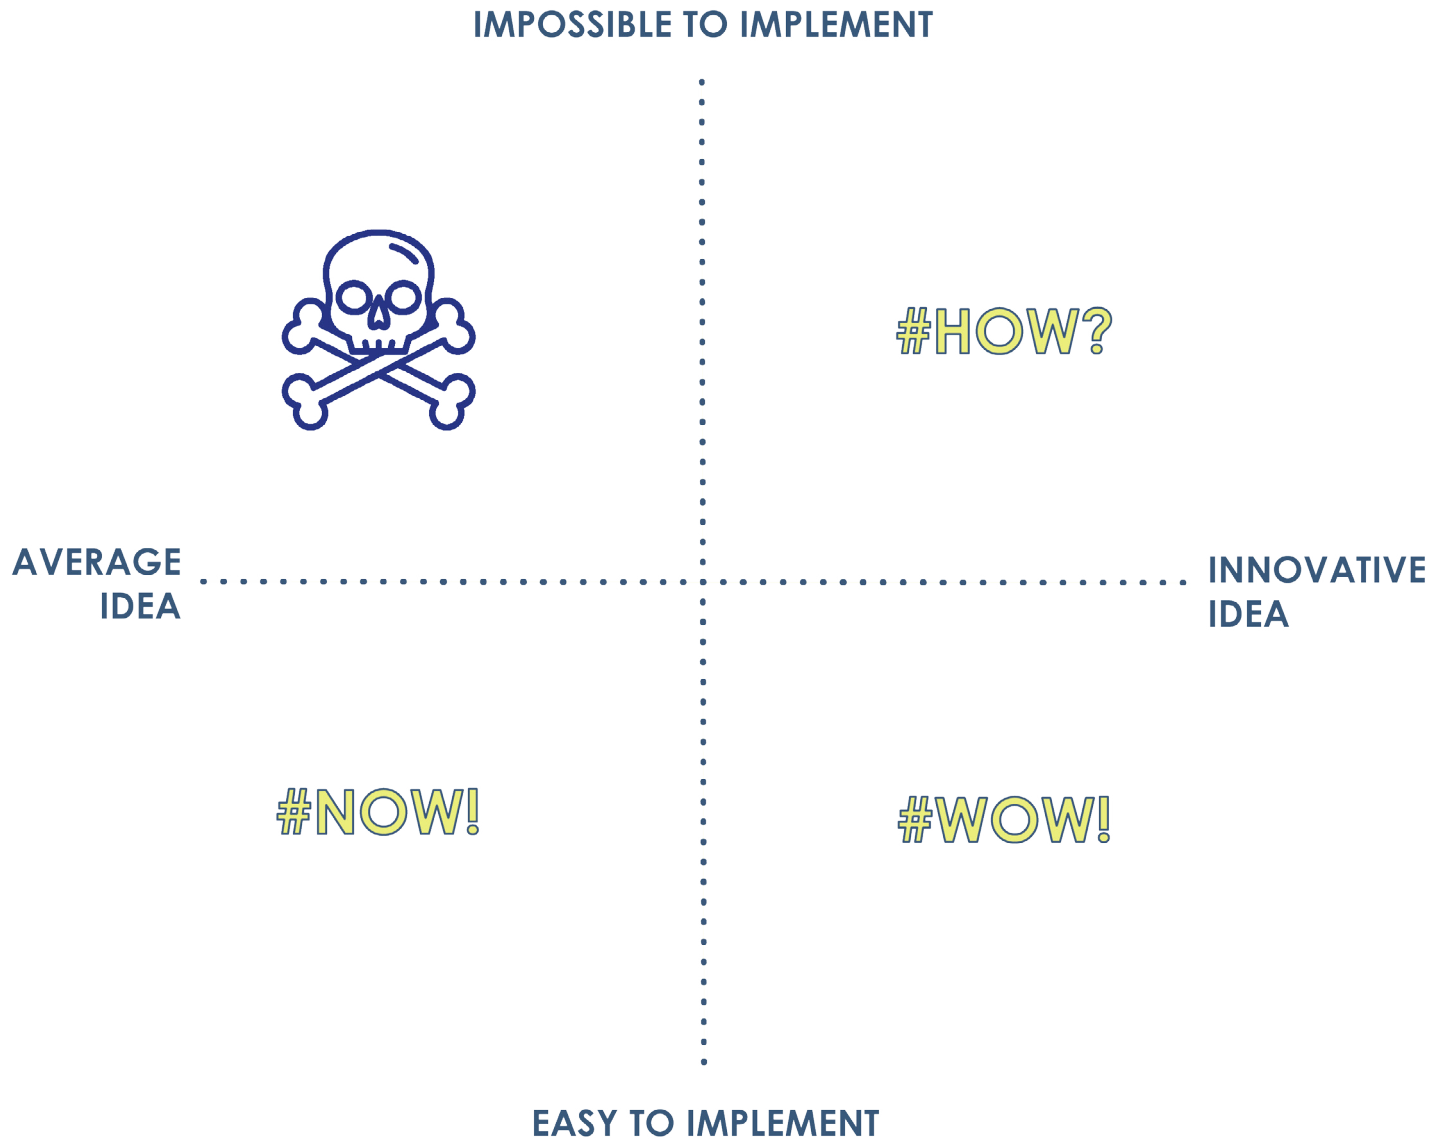 IMPOSSIBLE TO IMPLEMENT
#HOW?
AVERAGE
IDEA
INNOVATIVE
IDEA
#NOW!
#WOW!
EASY TO IMPLEMENT